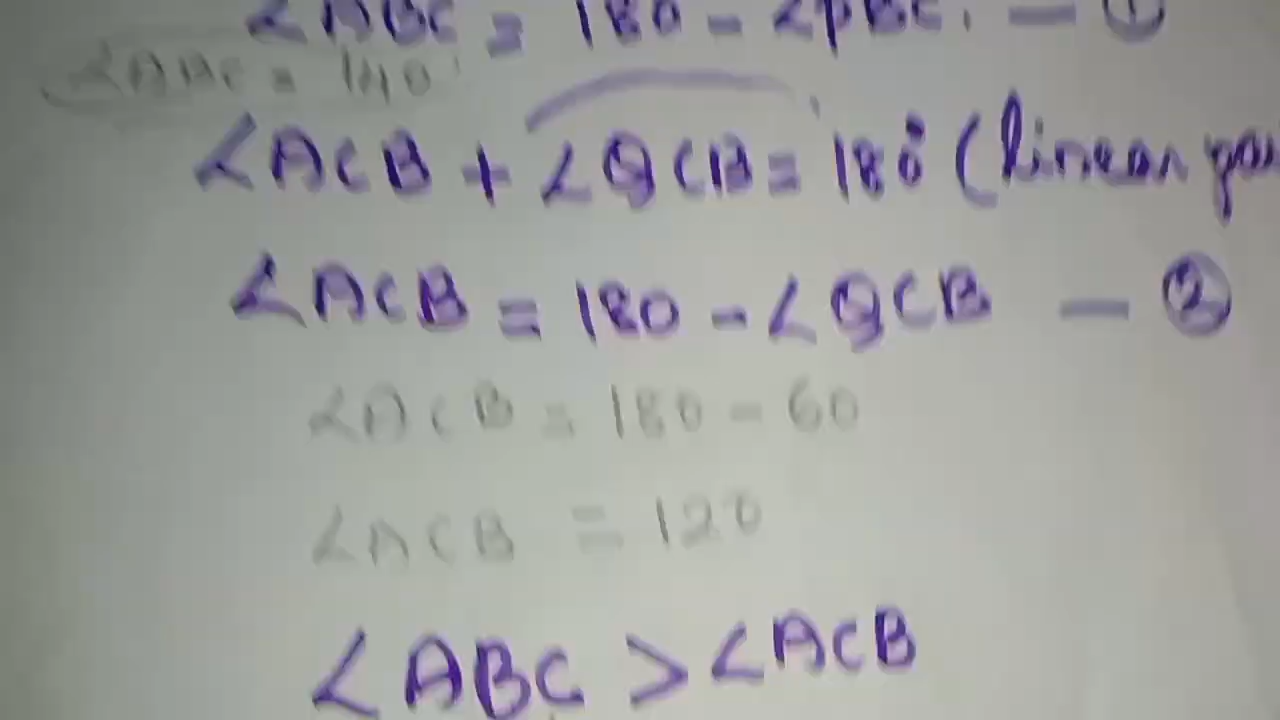 ∠ABC = 180 - ∠PBC. — ①
∠ABC = 140°
∠ACB + ∠QCB = 180° (linear
∠ACB = 180 - ∠QCB — ②
∠ACB = 180 - 60
∠ACB = 120
∠ABC > ∠ACB